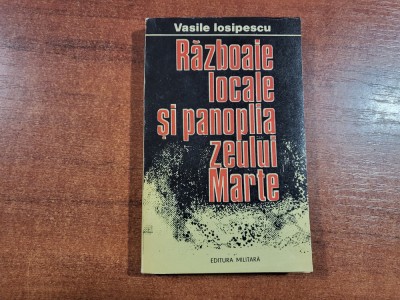 Vasile Iosipescu
Războaie
locale
și panoplia
zeului
Marte
EDITURA MILITARĂ